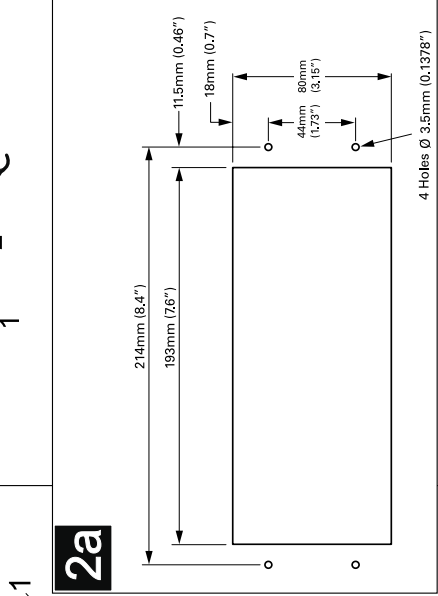 2a
214mm (8.4")
193mm (7.6")
11.5mm (0.46")
18mm (0.7")
80mm
(3.15")
44mm
(1.73")
4 Holes Ø 3.5mm (0.1378")